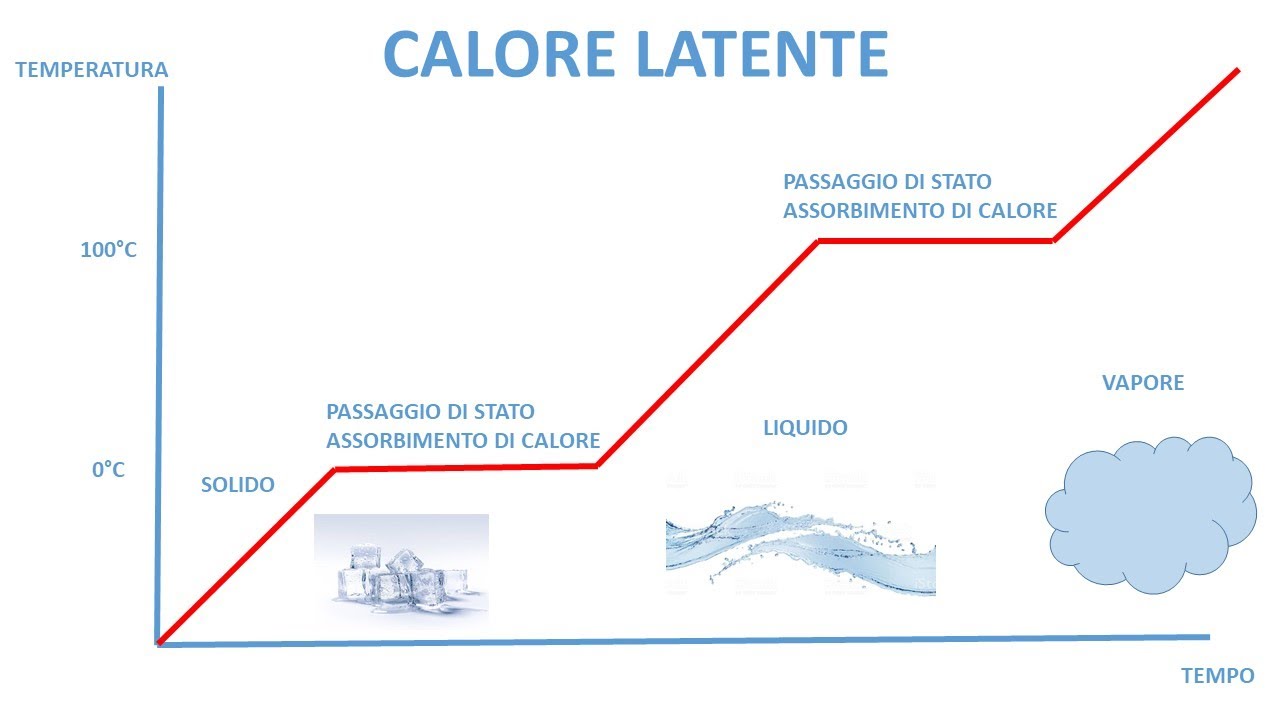 CALORE LATENTE
TEMPERATURA
PASSAGGIO DI STATO
ASSORBIMENTO DI CALORE
100°C
VAPORE
PASSAGGIO DI STATO
ASSORBIMENTO DI CALORE
LIQUIDO
0°C
SOLIDO
TEMPO